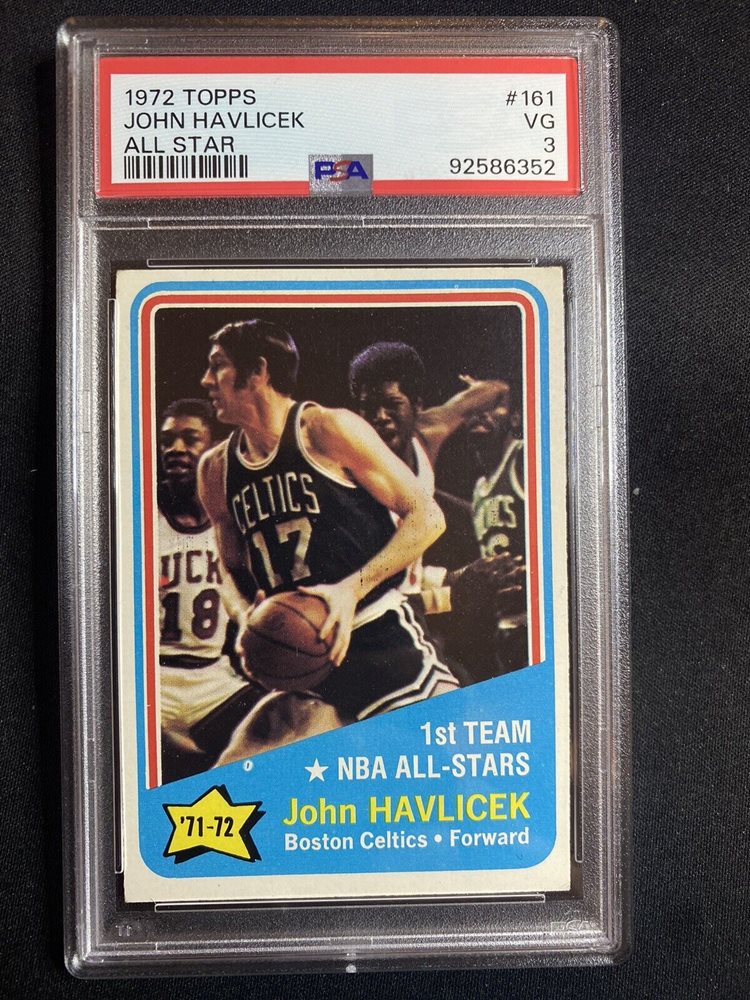 1972 TOPPS #161
JOHN HAVLICEK VG
ALL STAR 3
PSA 92586352
CELTICS
17
UCK
18
1st TEAM
★ NBA ALL-STARS
'71-72
John HAVLICEK
Boston Celtics • Forward